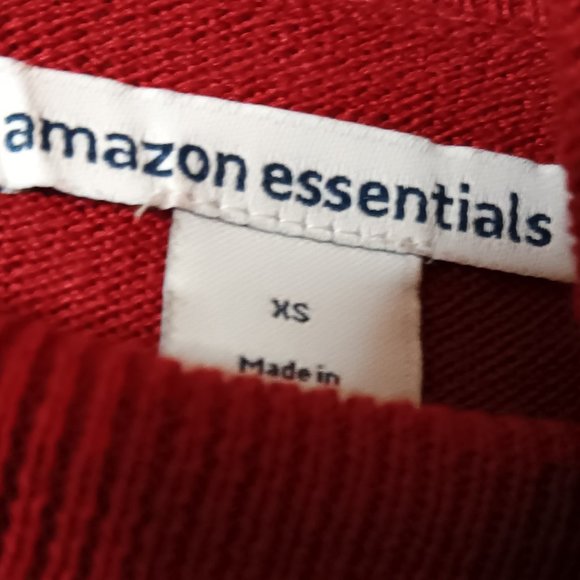 amazon essentials
XS
Made in